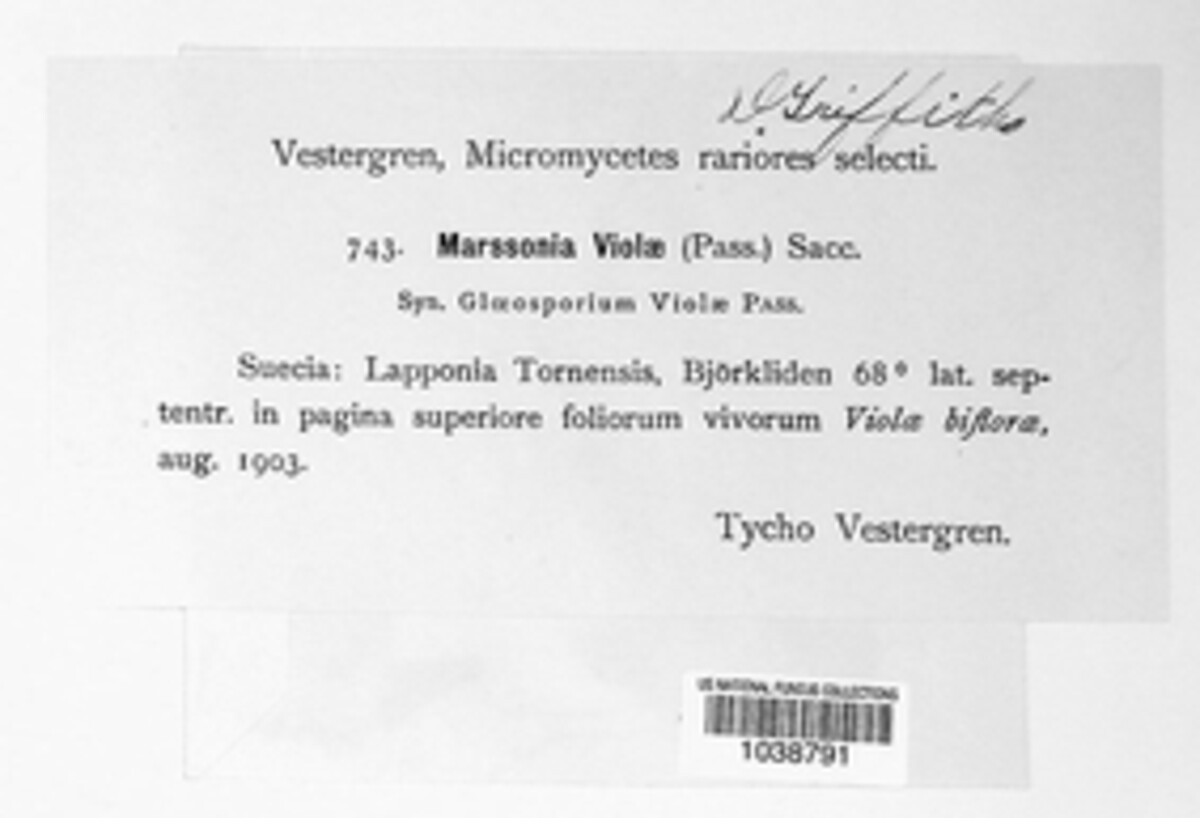 D Griffiths
Vestergren, Micromycetes rariores selecti.
743. Marssonia Violæ (Pass.) Sacc.
Syn. Glœosporium Violæ PASS.
Suecia: Lapponia Tornensis, Björkliden 68° lat. sep-
tentr. in pagina superiore foliorum vivorum Violæ bifloræ,
aug. 1903.
Tycho Vestergren.
US NATIONAL FUNGUS COLLECTIONS
1038791